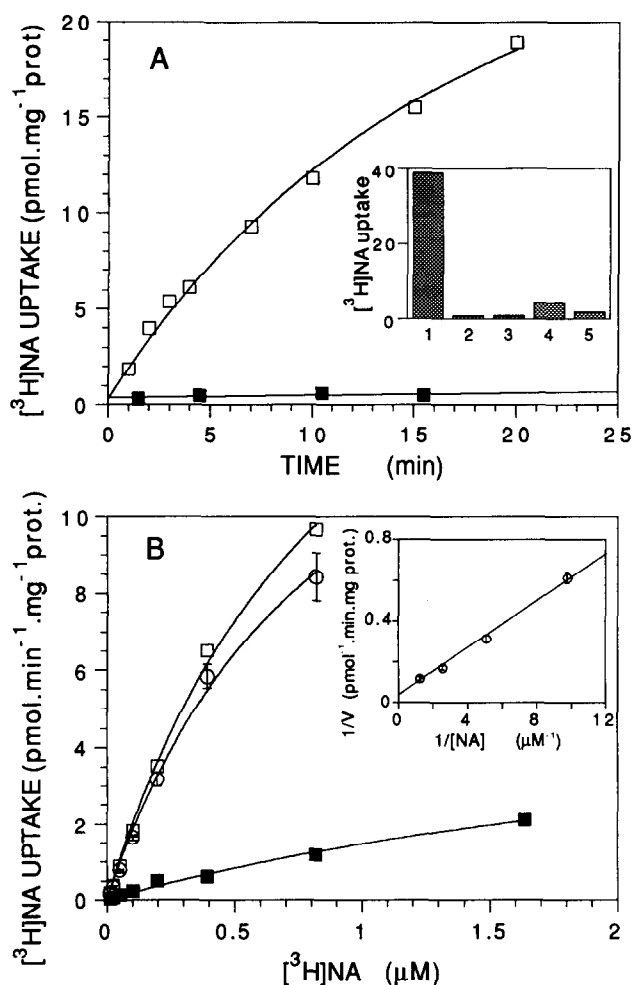 A
[³H]NA UPTAKE (pmol.mg⁻¹prot)
20
15
10
5
0
0 5 10 15 20 25
TIME (min)
[³H]NA uptake
40
20
0
1 2 3 4 5
B
[³H]NA UPTAKE (pmol.min⁻¹.mg⁻¹prot.)
10
8
6
4
2
0
0 0.5 1 1.5 2
[³H]NA (μM)
1/V (pmol⁻¹.min.mg prot.)
0.8
0.4
0
0 4 8 12
1/[NA] (μM⁻¹)